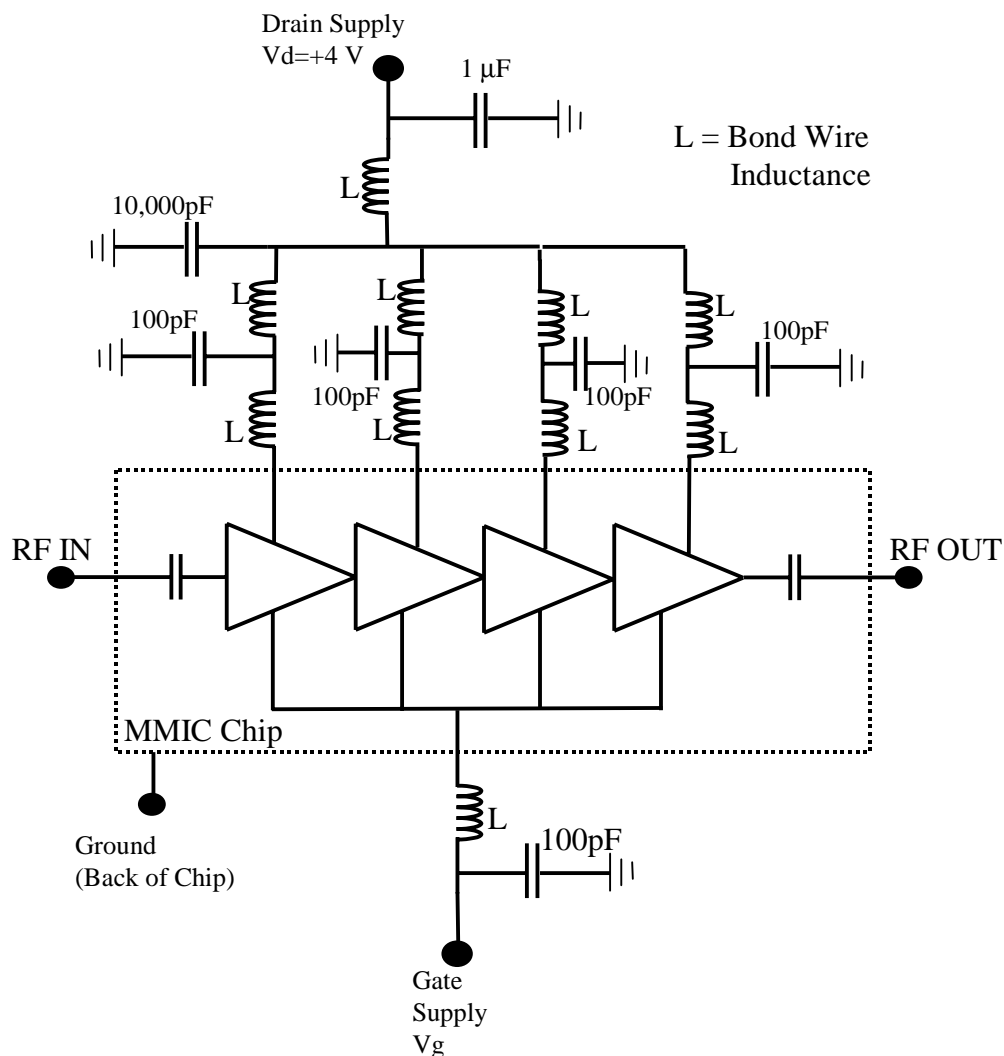 Drain Supply
Vd=+4 V
1 μF
L = Bond Wire
Inductance
L
10,000pF
L
L
L
L
100pF
100pF
100pF
100pF
L
L
L
L
RF IN
RF OUT
MMIC Chip
Ground
(Back of Chip)
L
100pF
Gate
Supply
Vg